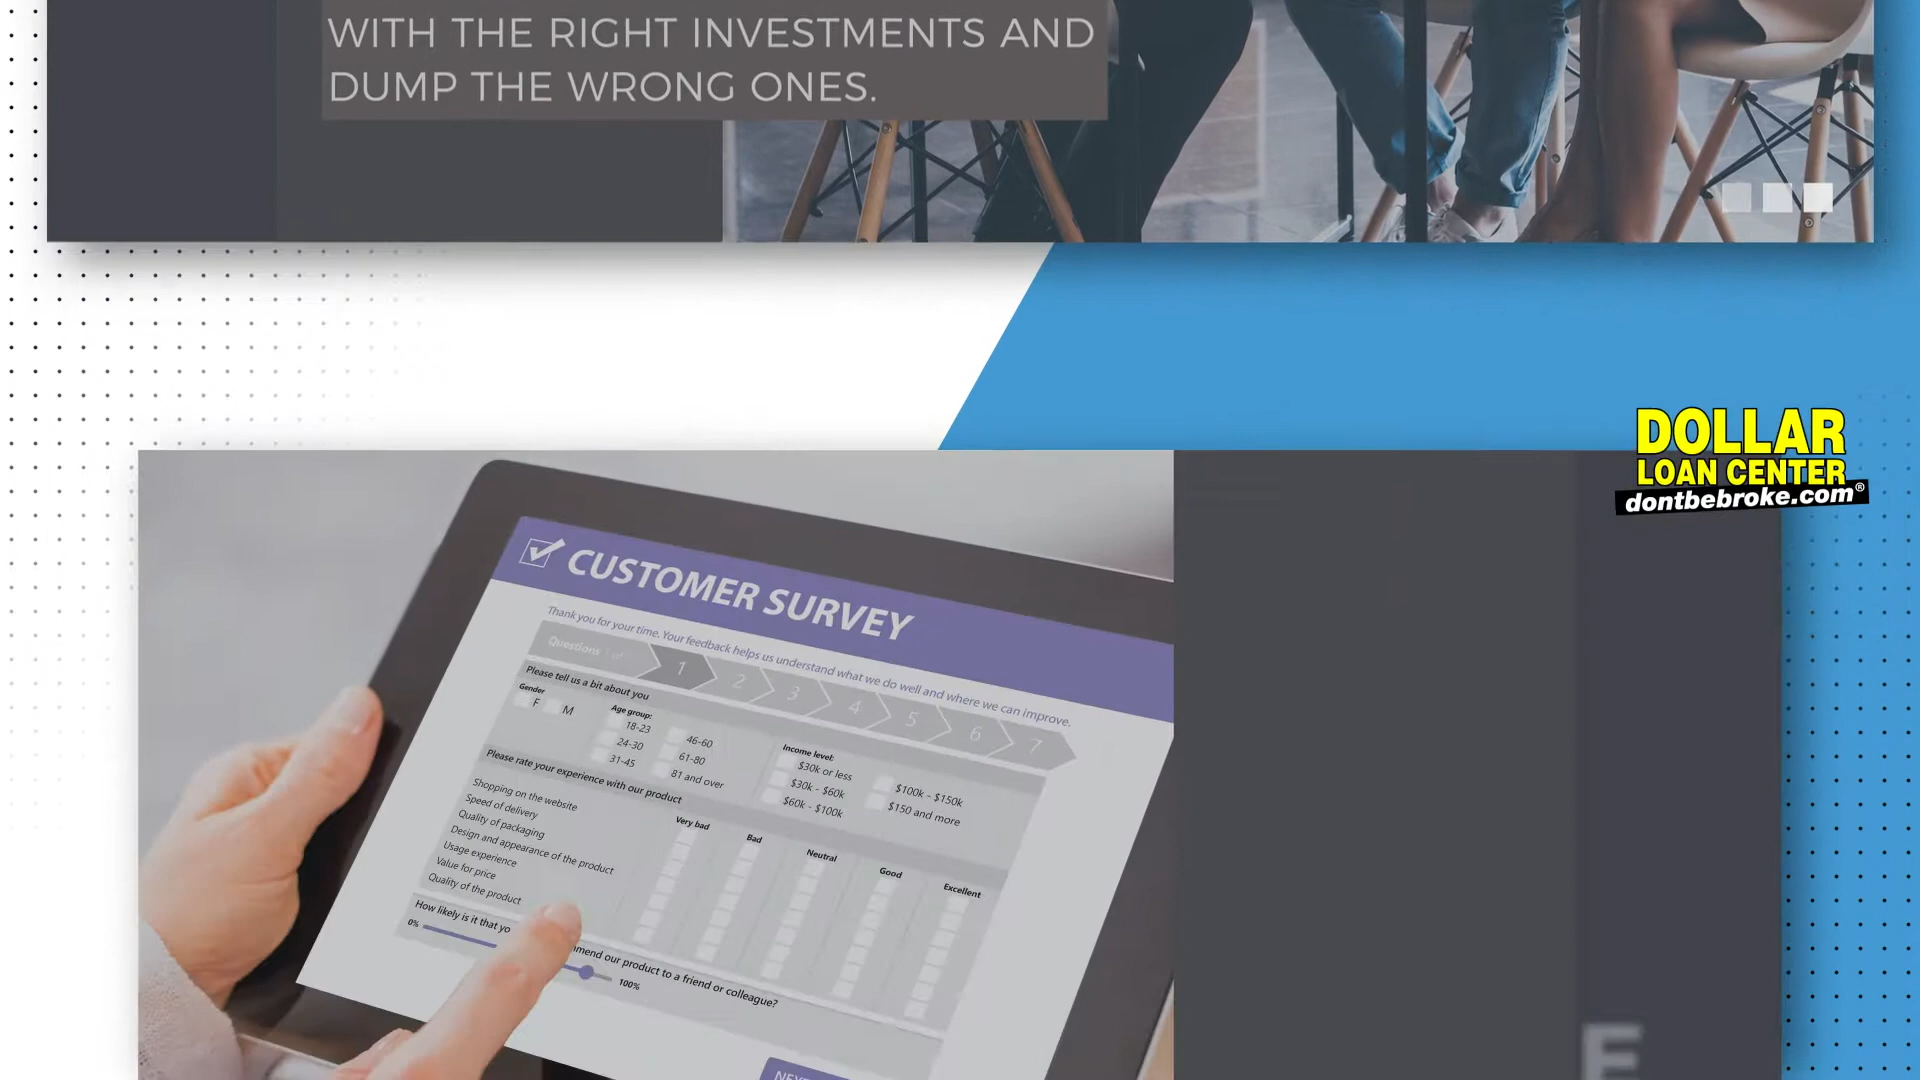 WITH THE RIGHT INVESTMENTS AND
DUMP THE WRONG ONES.
DOLLAR
LOAN CENTER
dontbebroke.com®
CUSTOMER SURVEY
Thank you for your time. Your feedback helps us understand what we do well and where we can improve.
Questions
1 2 3 4 5 6 7
Please tell us a bit about you
Gender
F M
Age group:
18-23
24-30
31-45
46-60
61-80
81 and over
Income level:
$30k or less
$30k - $60k
$60k - $100k
$100k - $150k
$150 and more
Please rate your experience with our product
Very bad Bad Neutral Good Excellent
Shopping on the website
Speed of delivery
Quality of packaging
Design and appearance of the product
Usage experience
Value for price
Quality of the product
How likely is it that yo mend our product to a friend or colleague?
0% 100%
E